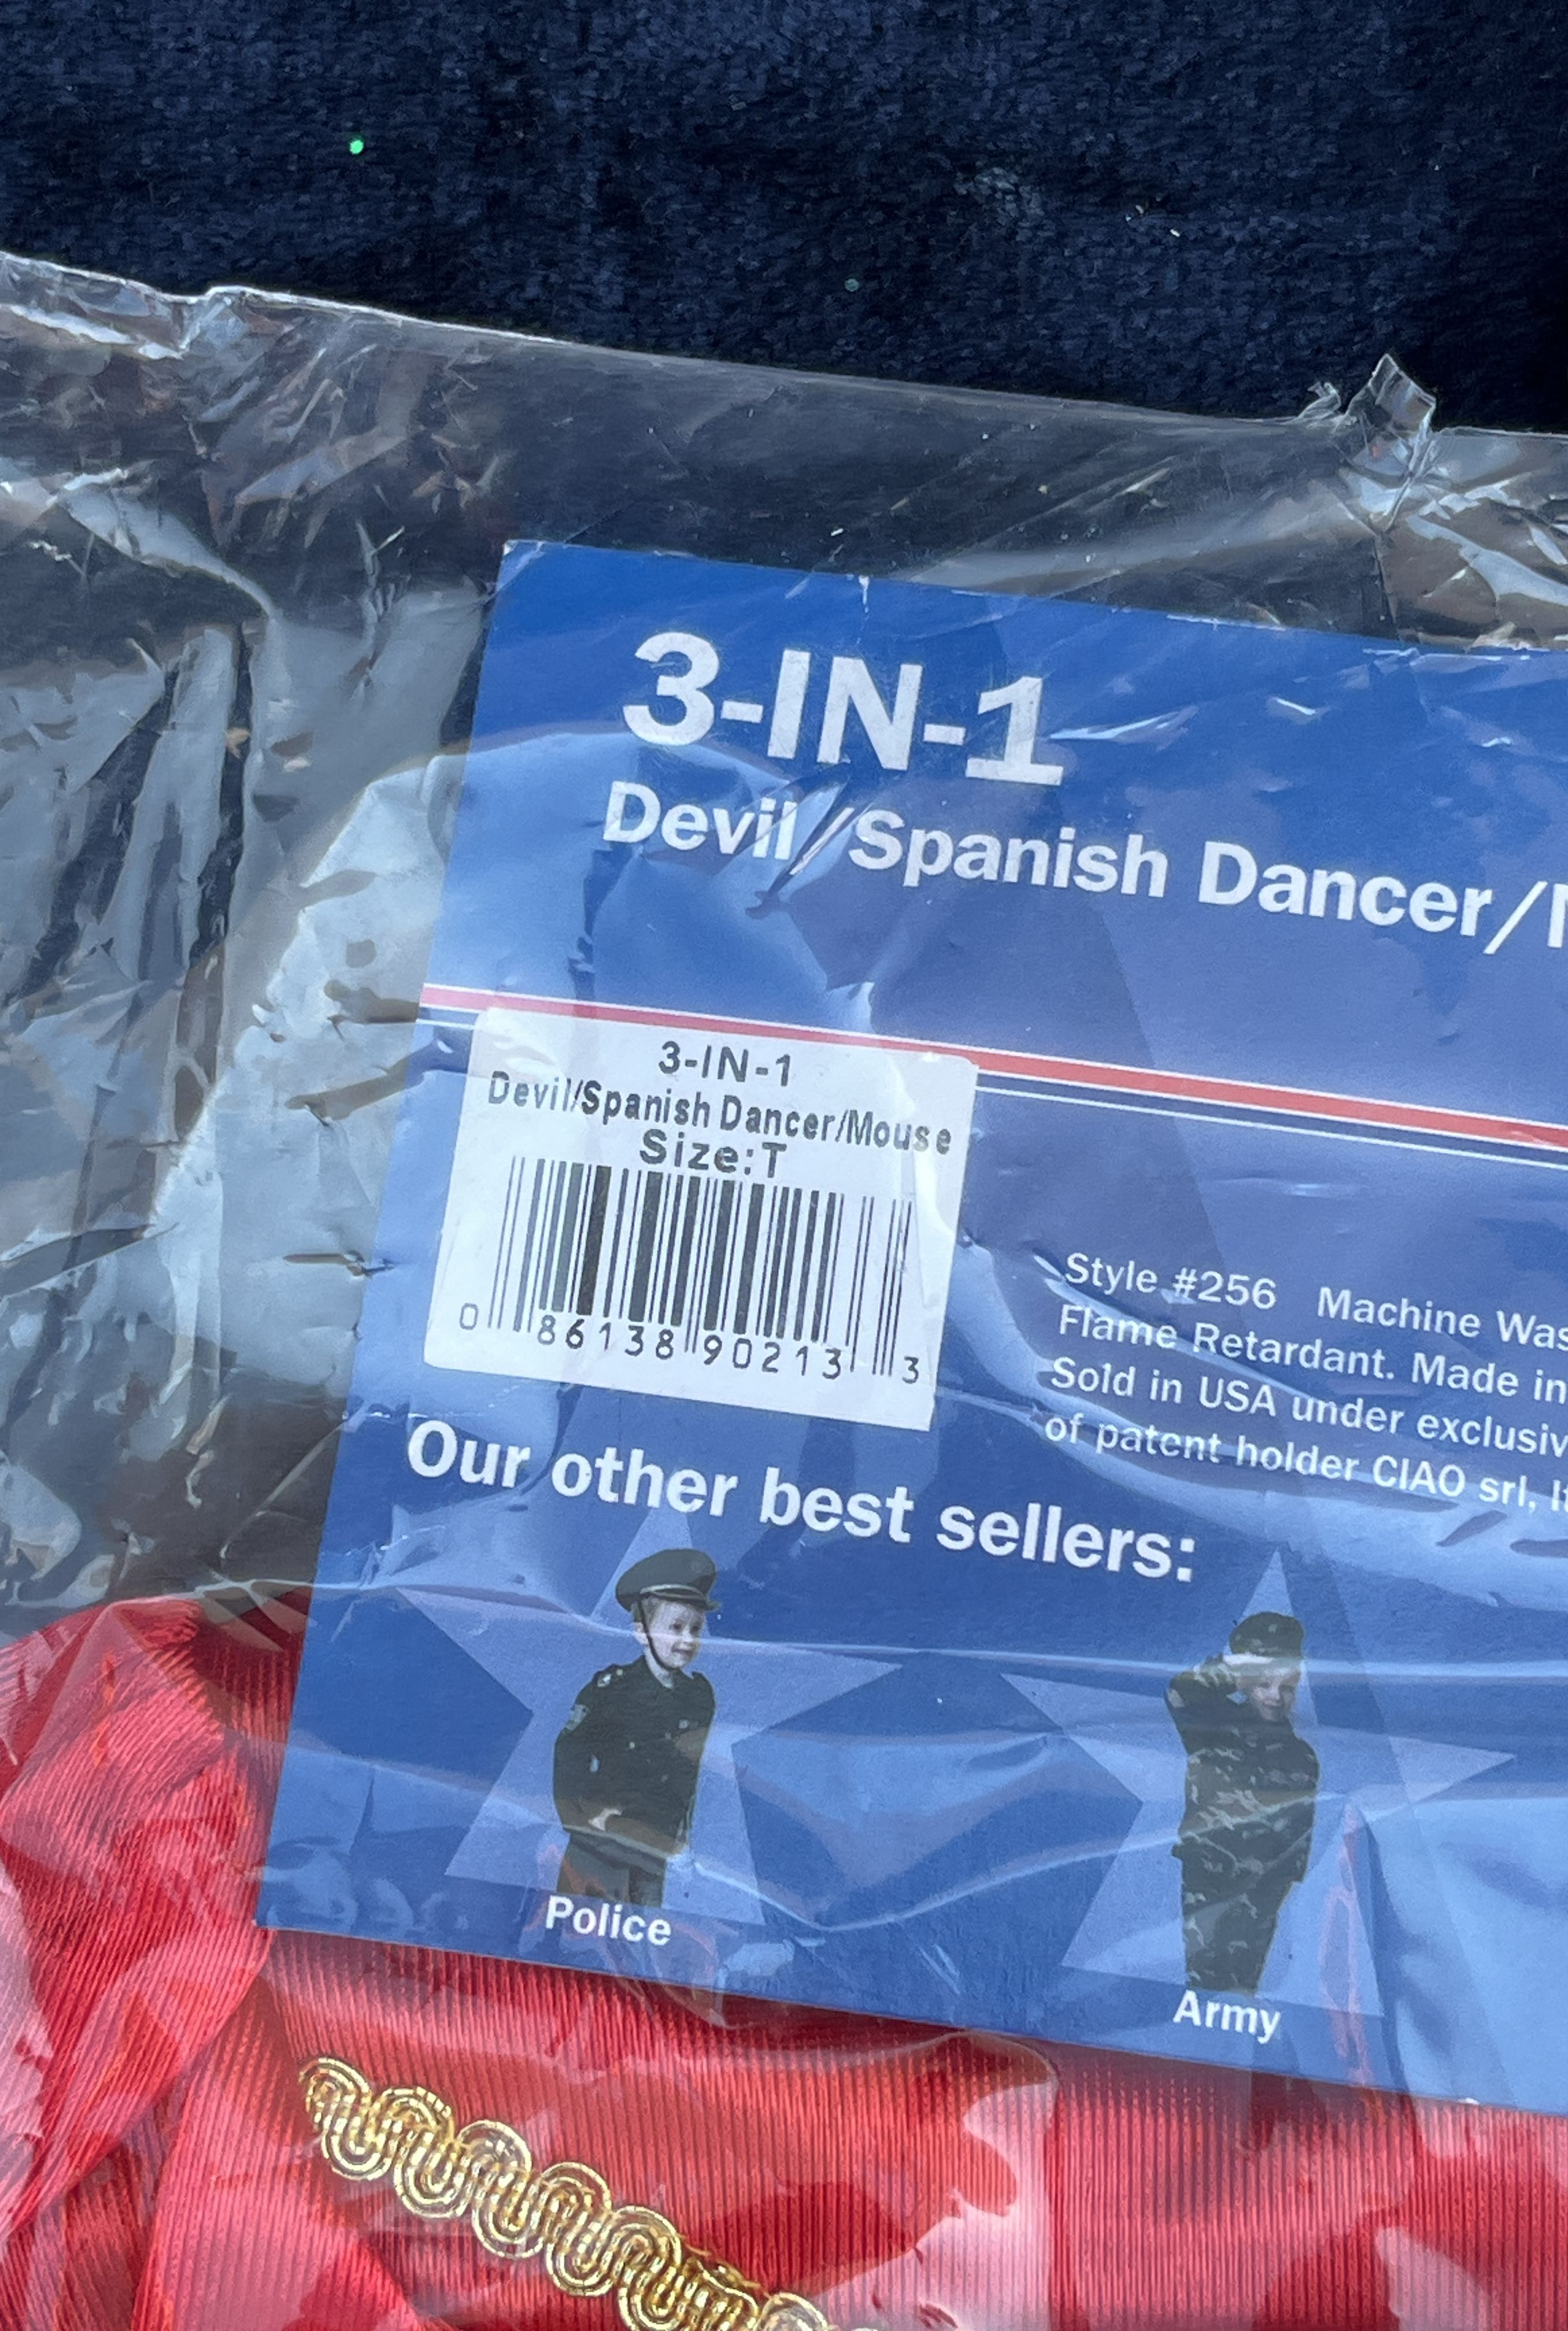 3-IN-1
Devil/Spanish Dancer/
3-IN-1
Devil/Spanish Dancer/Mouse
Size:T
0 86138 90213 3
Style #256 Machine
Flame Retardant. Made in
Sold in USA under
of patent holder CIAO srl,
Our other best sellers:
Police
Army